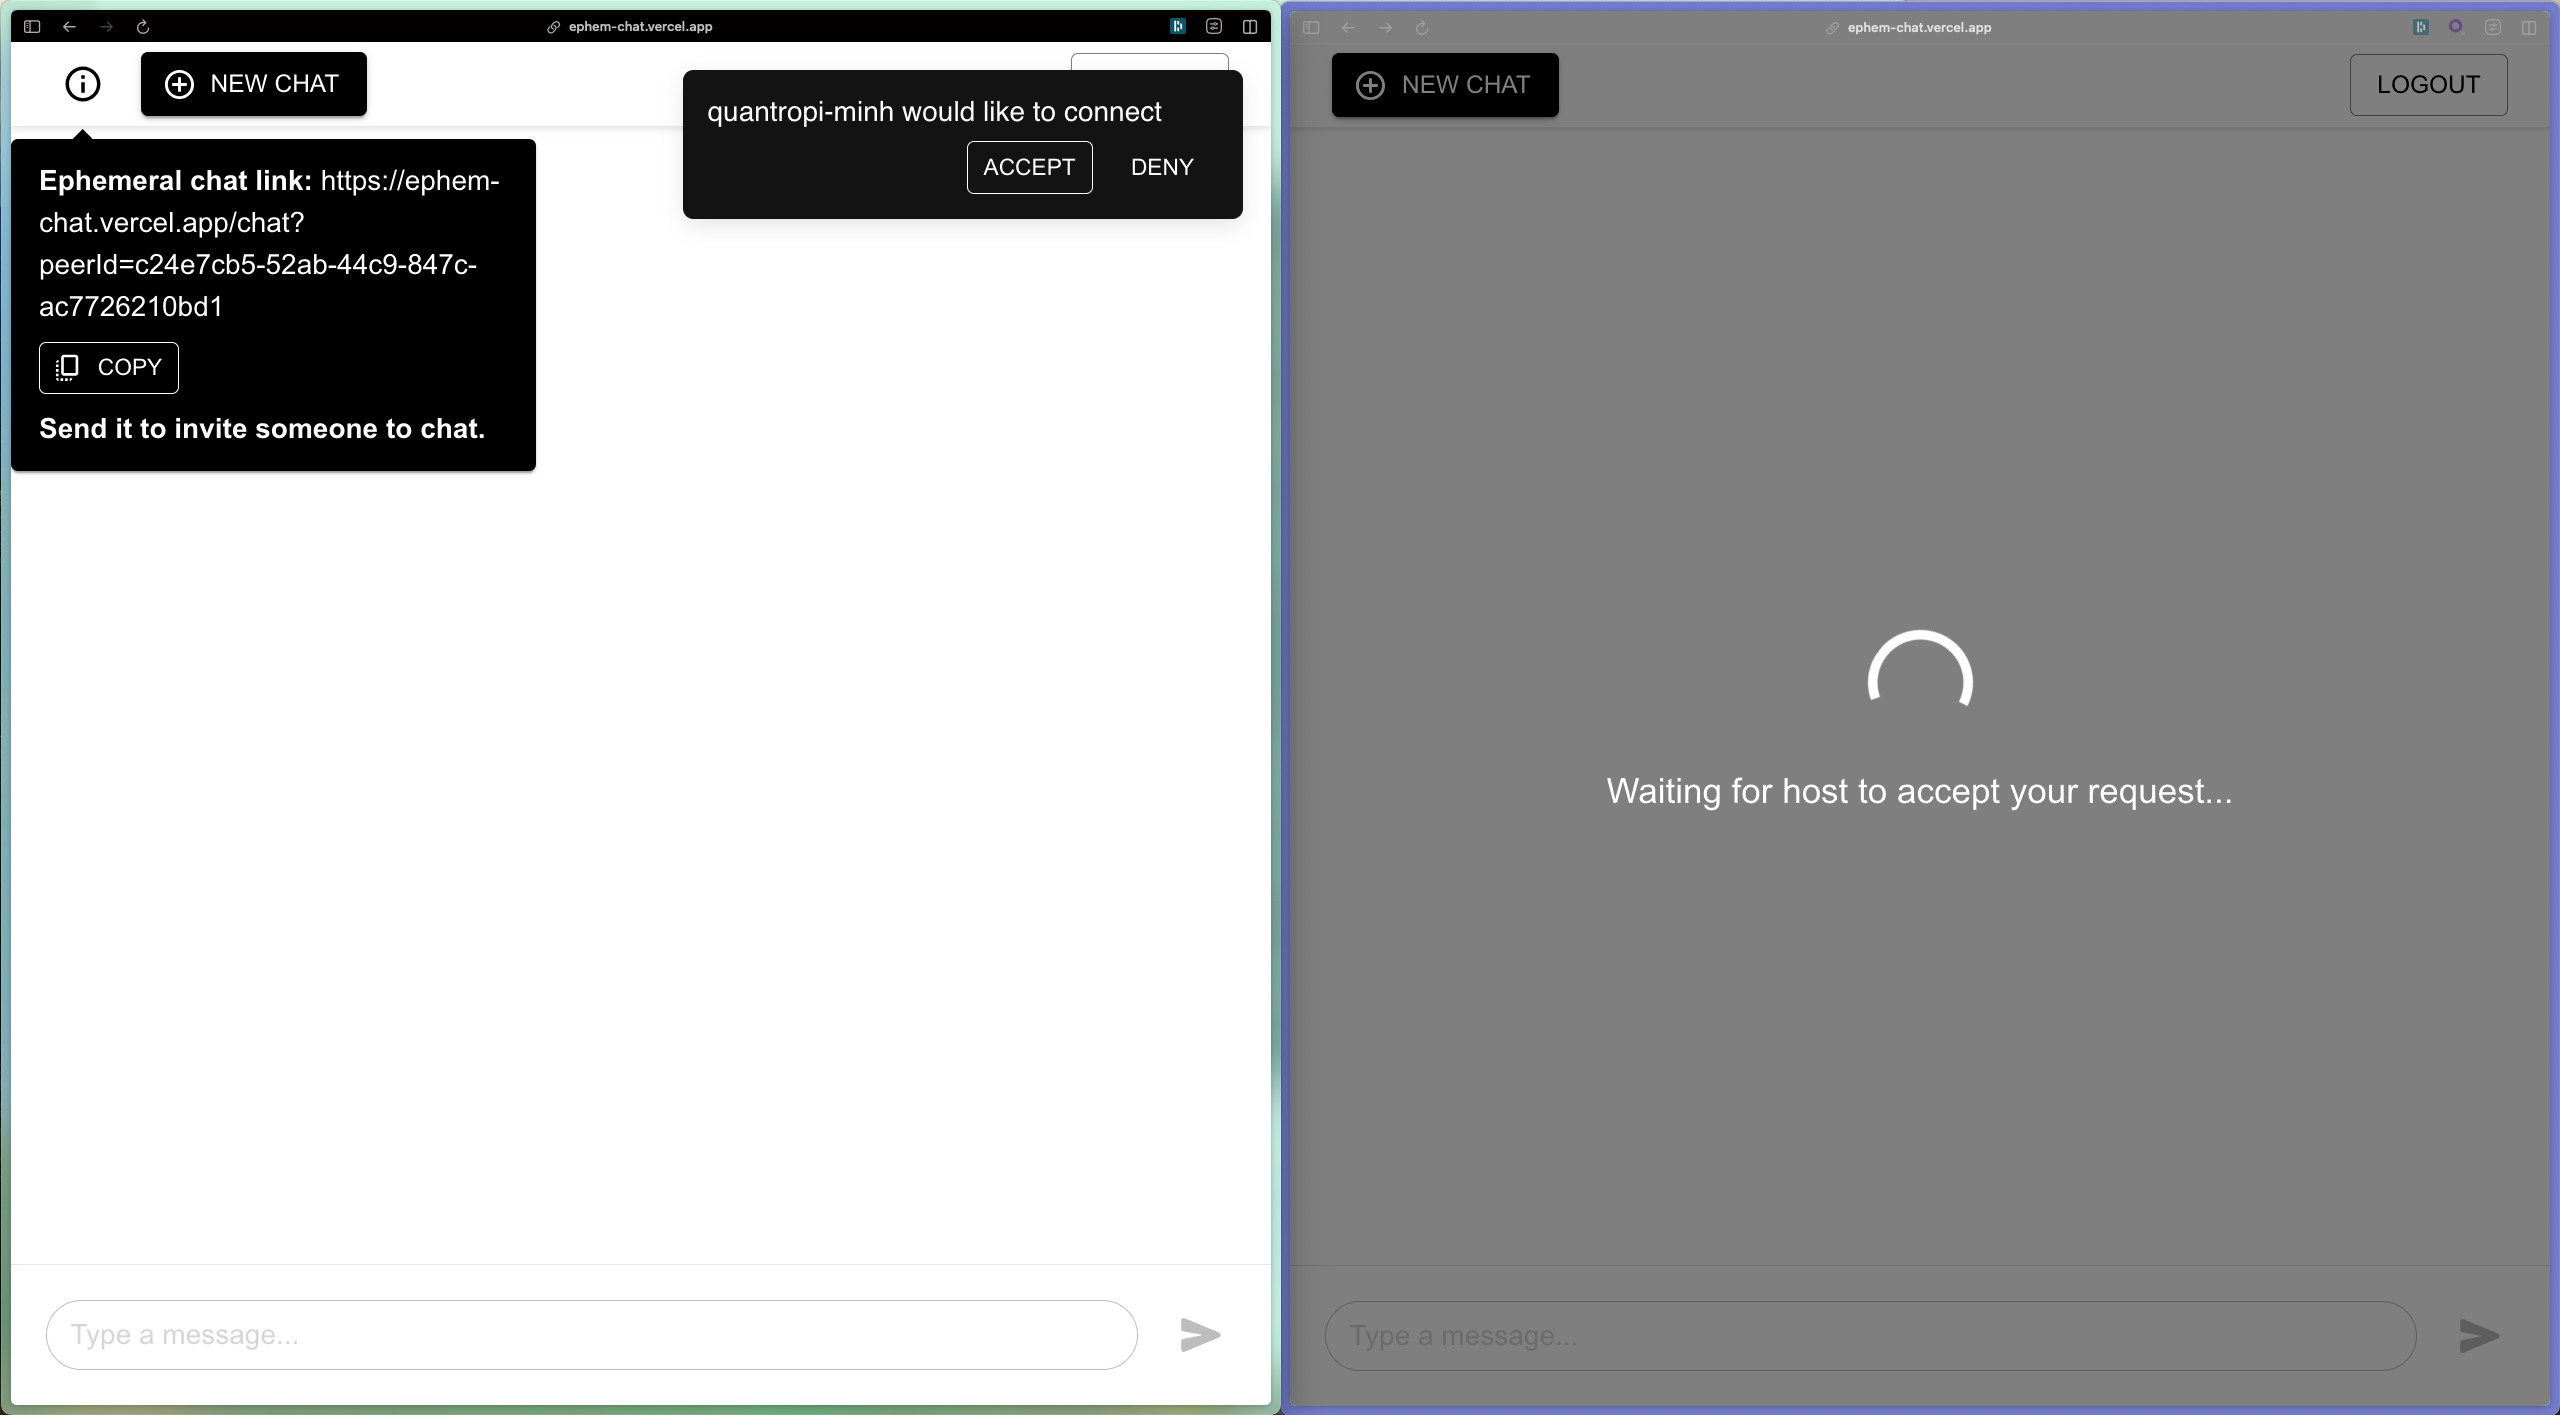 ephem-chat.vercel.app
NEW CHAT
quantropi-minh would like to connect
ACCEPT DENY
Ephemeral chat link: https://ephem-
chat.vercel.app/chat?
peerId=c24e7cb5-52ab-44c9-847c-
ac7726210bd1
COPY
Send it to invite someone to chat.
Type a message...
ephem-chat.vercel.app
NEW CHAT
LOGOUT
Waiting for host to accept your request...
Type a message...